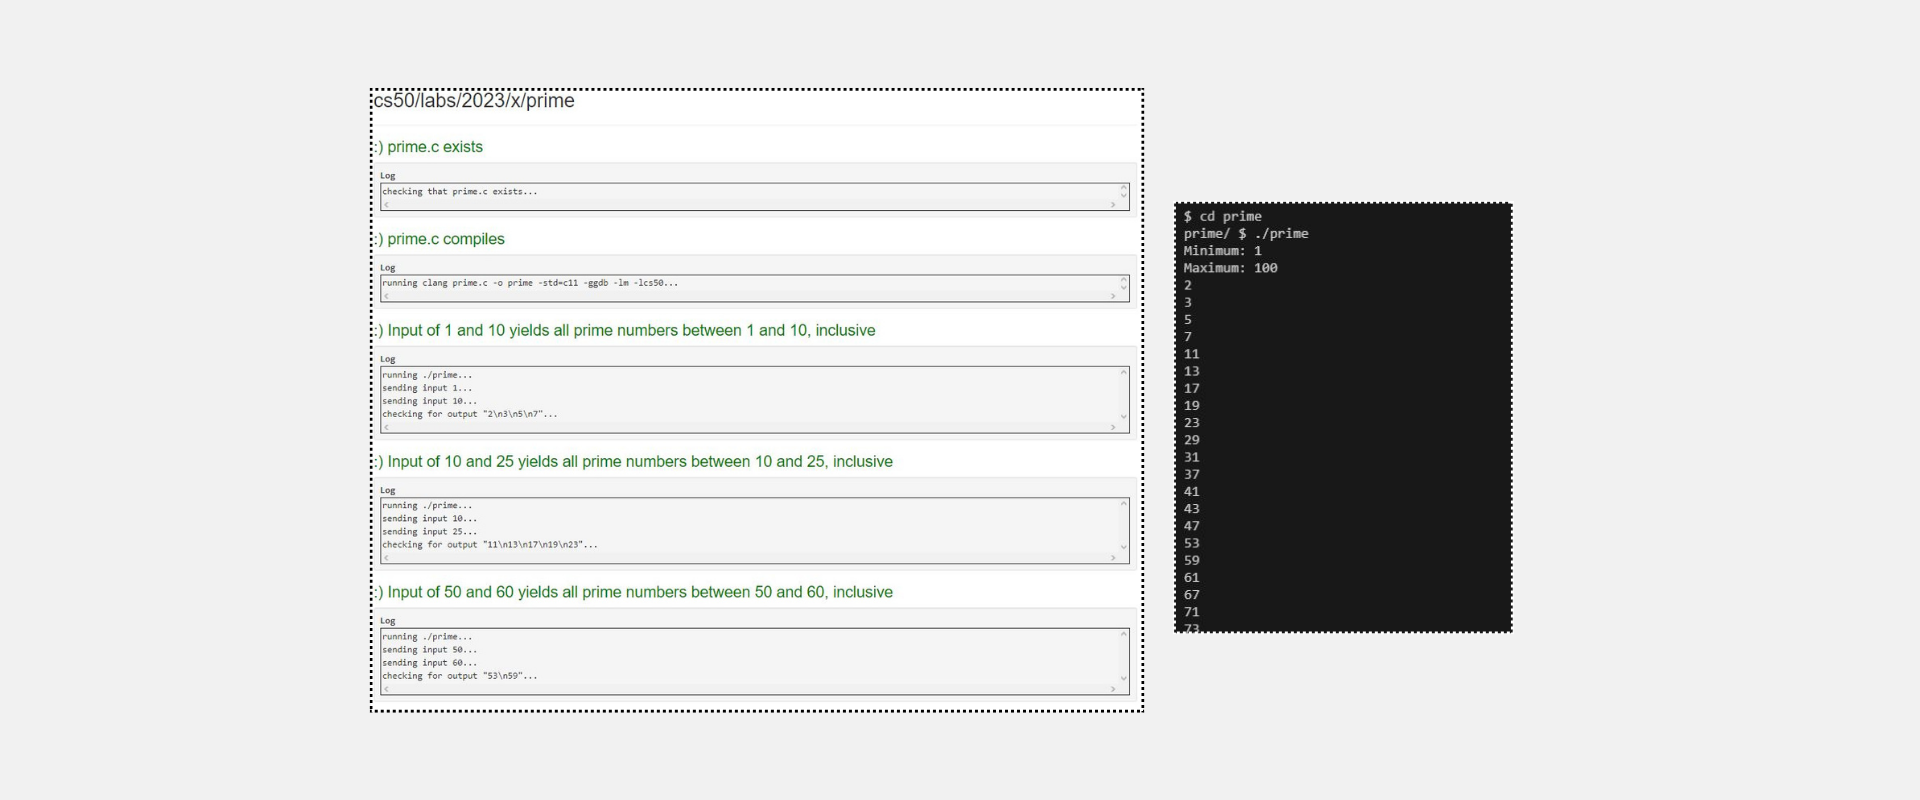 cs50/labs/2023/x/prime
:) prime.c exists
Log
checking that prime.c exists...
:) prime.c compiles
Log
running clang prime.c -o prime -std=c11 -ggdb -lm -lcs50...
:) Input of 1 and 10 yields all prime numbers between 1 and 10, inclusive
Log
running ./prime...
sending input 1...
sending input 10...
checking for output "2\n3\n5\n7"...
:) Input of 10 and 25 yields all prime numbers between 10 and 25, inclusive
Log
running ./prime...
sending input 10...
sending input 25...
checking for output "11\n13\n17\n19\n23"...
:) Input of 50 and 60 yields all prime numbers between 50 and 60, inclusive
Log
running ./prime...
sending input 50...
sending input 60...
checking for output "53\n59"...
$ cd prime
prime/ $ ./prime
Minimum: 1
Maximum: 100
2
3
5
7
11
13
17
19
23
29
31
37
41
43
47
53
59
61
67
71
73